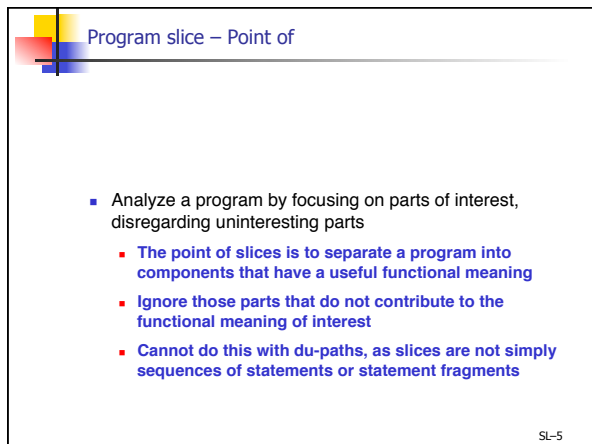 Program slice – Point of
▪ Analyze a program by focusing on parts of interest,
disregarding uninteresting parts
▪ The point of slices is to separate a program into
components that have a useful functional meaning
▪ Ignore those parts that do not contribute to the
functional meaning of interest
▪ Cannot do this with du-paths, as slices are not simply
sequences of statements or statement fragments
SL–5